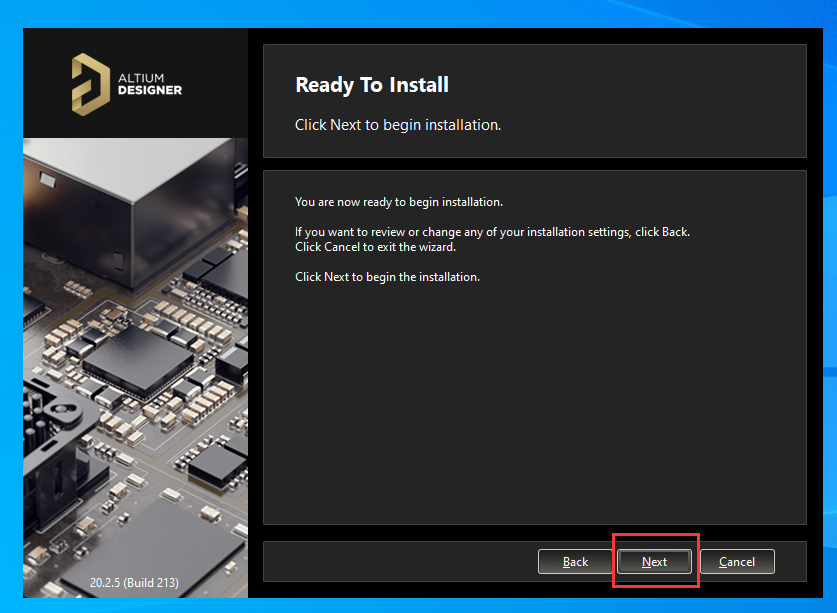 ALTIUM
DESIGNER
Ready To Install
Click Next to begin installation.
You are now ready to begin installation.
If you want to review or change any of your installation settings, click Back.
Click Cancel to exit the wizard.
Click Next to begin the installation.
20.2.5 (Build 213)
Back
Next
Cancel